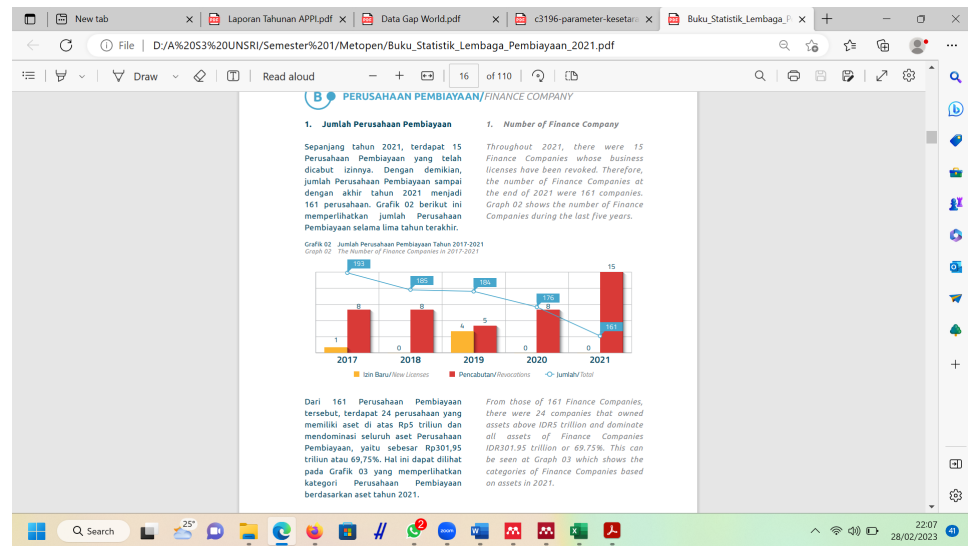 New tab
Laporan Tahunan APPI.pdf
Data Gap World.pdf
c3196-parameter-kesetara
Buku_Statistik_Lembaga_P
File D:/A%20S3%20UNSRI/Semester%201/Metopen/Buku_Statistik_Lembaga_Pembiayaan_2021.pdf
Draw
Read aloud
16 of 110
B PERUSAHAAN PEMBIAYAAN/FINANCE COMPANY
1. Jumlah Perusahaan Pembiayaan
Sepanjang tahun 2021, terdapat 15
Perusahaan Pembiayaan yang telah
dicabut izinnya. Dengan demikian,
jumlah Perusahaan Pembiayaan sampai
dengan akhir tahun 2021 menjadi
161 perusahaan. Grafik 02 berikut ini
memperlihatkan jumlah Perusahaan
Pembiayaan selama lima tahun terakhir.
1. Number of Finance Company
Throughout 2021, there were 15
Finance Companies whose business
licenses have been revoked. Therefore,
the number of Finance Companies at
the end of 2021 were 161 companies.
Graph 02 shows the number of Finance
Companies during the last five years.
Grafik 02 Jumlah Perusahaan Pembiayaan Tahun 2017-2021
Graph 02 The Number of Finance Companies in 2017-2021
193
185
184
176
161
1
8
0
8
4
5
0
8
0
15
2017 2018 2019 2020 2021
Izin Baru/New Licenses Pencabutan/Revocations Jumlah/Total
Dari 161 Perusahaan Pembiayaan
tersebut, terdapat 24 perusahaan yang
memiliki aset di atas Rp5 triliun dan
mendominasi seluruh aset Perusahaan
Pembiayaan, yaitu sebesar Rp301,95
triliun atau 69,75%. Hal ini dapat dilihat
pada Grafik 03 yang memperlihatkan
kategori Perusahaan Pembiayaan
berdasarkan aset tahun 2021.
From those of 161 Finance Companies,
there were 24 companies that owned
assets above IDR5 trillion and dominate
all assets of Finance Companies
IDR301.95 trillion or 69.75%. This can
be seen at Graph 03 which shows the
categories of Finance Companies based
on assets in 2021.
Search
25°
2
zoom
22:07
28/02/2023
41